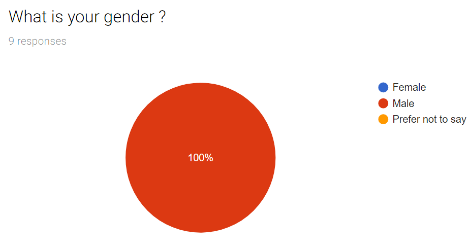 What is your gender ?
9 responses
Female
Male
Prefer not to say
100%